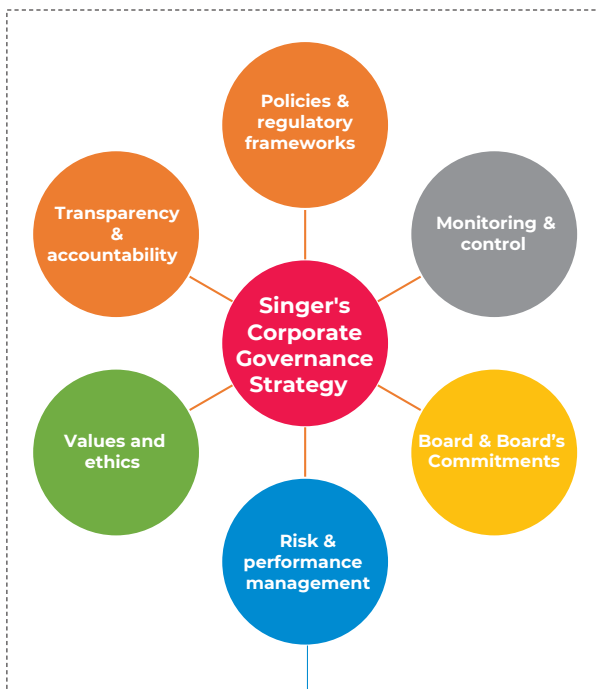 Policies &
regulatory
frameworks
Transparency
&
accountability
Monitoring &
control
Singer's
Corporate
Governance
Strategy
Values and
ethics
Board & Board’s
Commitments
Risk &
performance
management